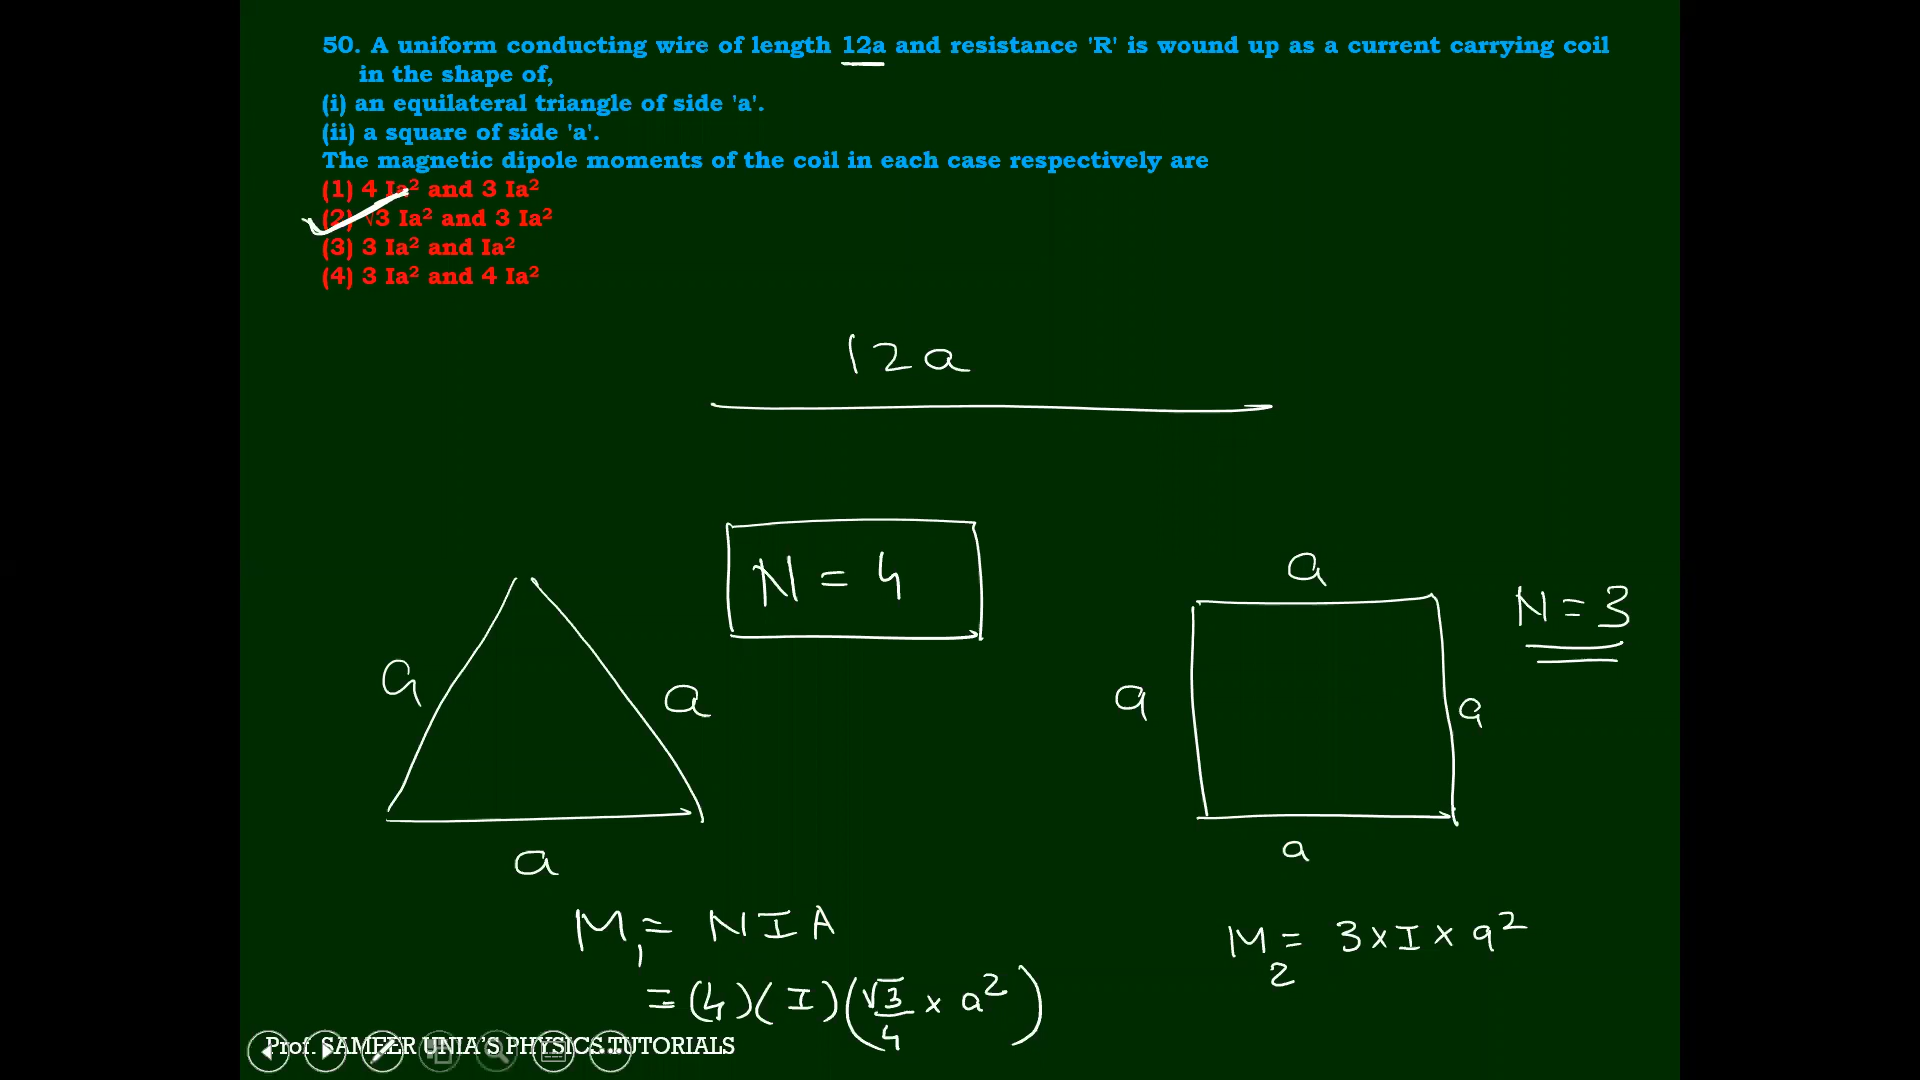 50. A uniform conducting wire of length 12a and resistance 'R' is wound up as a current carrying coil
in the shape of,
(i) an equilateral triangle of side 'a'.
(ii) a square of side 'a'.
The magnetic dipole moments of the coil in each case respectively are
(1) 4 Ia² and 3 Ia²
(2) √3 Ia² and 3 Ia²
(3) 3 Ia² and Ia²
(4) 3 Ia² and 4 Ia²
12a
N = 4
a
N = 3
a
a
a
a
a
a
M₁ = NIA
M₂ = 3 x I x a²
= (4)(I)(√3/4 x a²)
Prof. SAMEER UNIA'S PHYSICS TUTORIALS